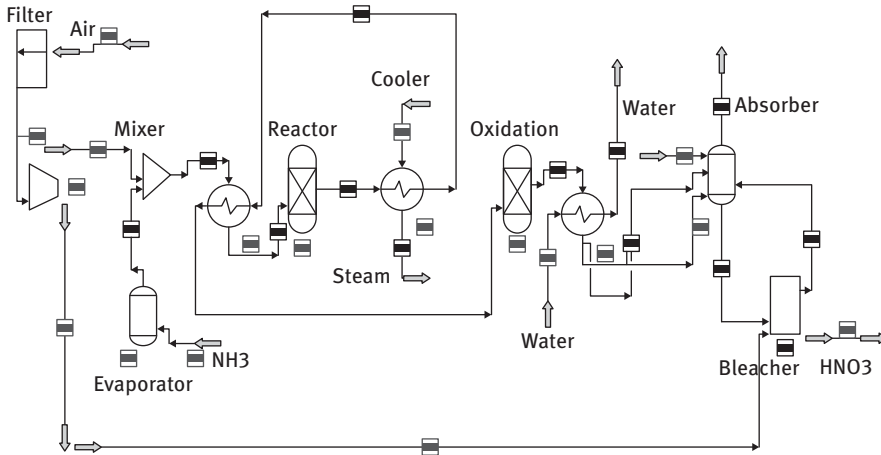 Filter
Air
Mixer
Reactor
Cooler
Oxidation
Water
Absorber
Steam
Water
Evaporator
NH3
Bleacher
HNO3